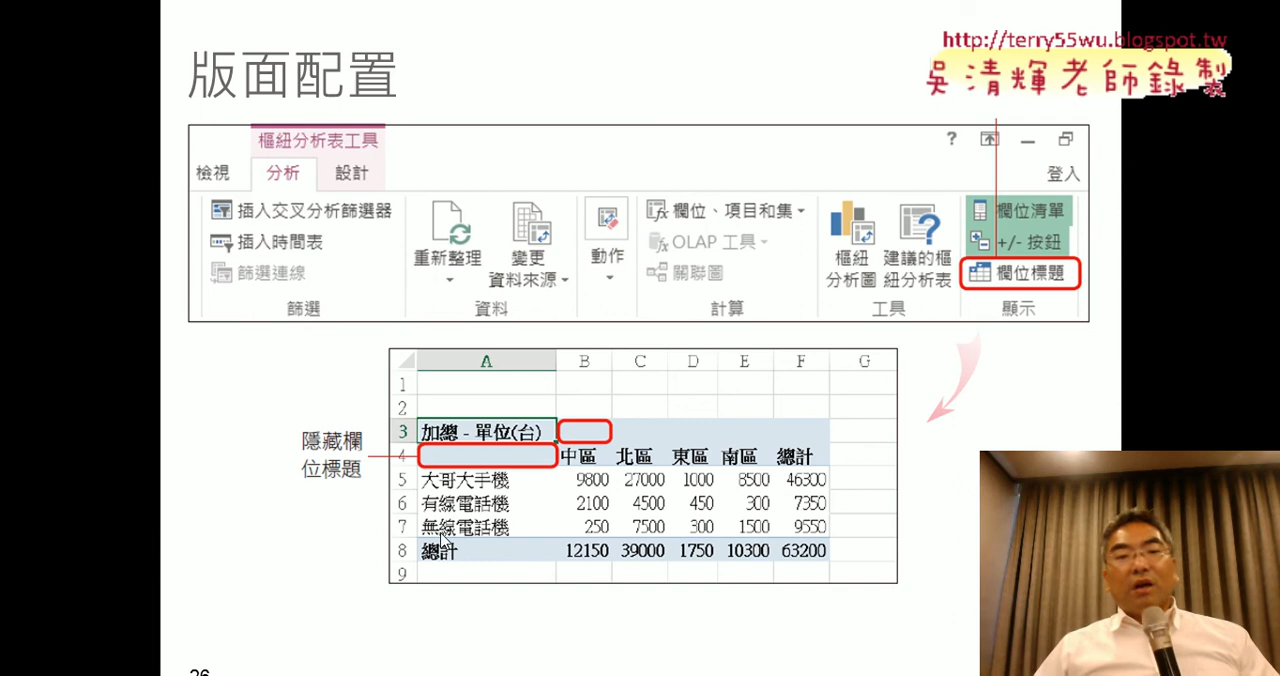 http://terry55wu.blogspot.tw
吳清輝老師錄製
版面配置
樞紐分析表工具
檢視 分析 設計 登入
插入交叉分析篩選器
插入時間表
篩選連線
篩選
重新整理
變更
資料來源
資料
動作
欄位、項目和集
OLAP 工具
關聯圖
計算
樞紐
分析圖
建議的樞
紐分析表
工具
欄位清單
+/- 按鈕
欄位標題
顯示
隱藏欄
位標題
A B C D E F G
1
2
3 加總 - 單位(台)
4 中區 北區 東區 南區 總計
5 大哥大手機 9800 27000 1000 8500 46300
6 有線電話機 2100 4500 450 300 7350
7 無線電話機 250 7500 300 1500 9550
8 總計 12150 39000 1750 10300 63200
9
26